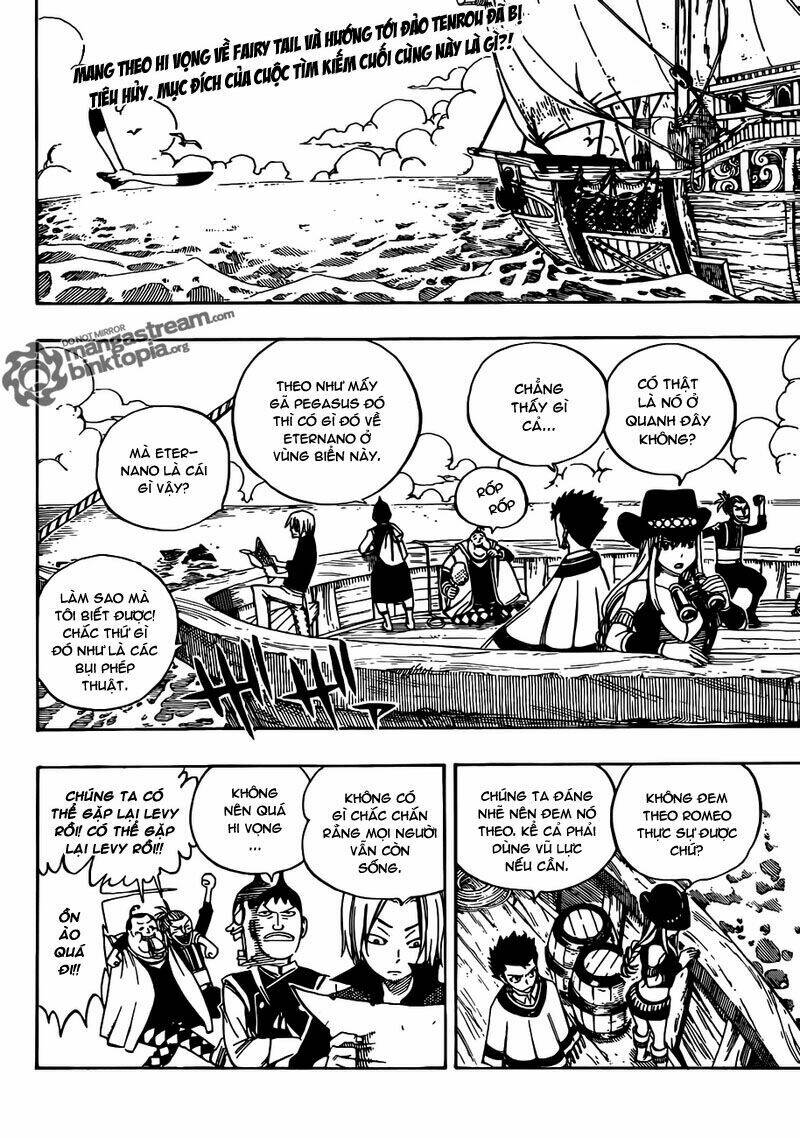 MANG THEO HI VỌNG VỀ FAIRY TAIL VÀ HƯỚNG TỚI ĐẢO TENROU ĐÃ BỊ
TIÊU HỦY. MỤC ĐÍCH CỦA CUỘC TÌM KIẾM CUỐI CÙNG NÀY LÀ GÌ?!
DO NOT MIRROR
mangastream.com
binktopia.org
CÓ THẬT
LÀ NÓ Ở
QUANH ĐÂY
KHÔNG?
CHẲNG
THẤY GÌ
CẢ...
RỐP
RỐP
THEO NHƯ MẤY
GÃ PEGASUS ĐÓ
THÌ CÓ GÌ ĐÓ VỀ
ETERNANO Ở
VÙNG BIỂN NÀY.
MÀ ETER-
NANO LÀ CÁI
GÌ VẬY?
LÀM SAO MÀ
TÔI BIẾT ĐƯỢC!
CHẮC THỨ GÌ
ĐÓ NHƯ LÀ CÁC
BỤI PHÉP
THUẬT.
KHÔNG ĐEM
THEO ROMEO
THỰC SỰ ĐƯỢC
CHỨ?
CHÚNG TA ĐÁNG
NHẼ NÊN ĐEM NÓ
THEO. KỂ CẢ PHẢI
DÙNG VŨ LỰC
NẾU CẦN.
KHÔNG CÓ
GÌ CHẮC CHẮN
RẰNG MỌI NGƯỜI
VẪN CÒN
SỐNG.
KHÔNG
NÊN QUÁ
HI VỌNG
...
CHÚNG TA CÓ
THỂ GẶP LẠI LEVY
RỒI! CÓ THỂ GẶP
LẠI LEVY RỒI!!
ỒN
ÀO
QUÁ
ĐI!!